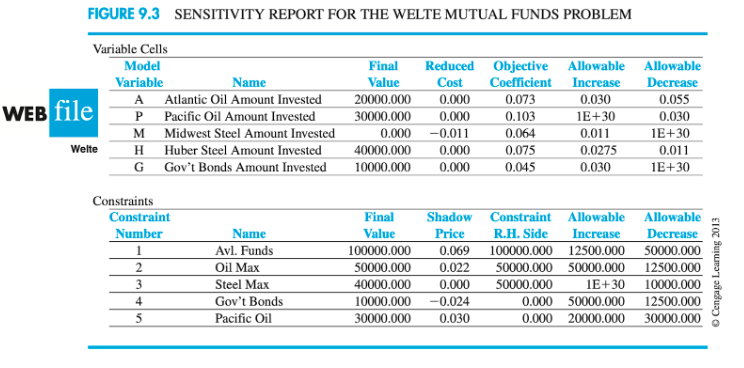 FIGURE 9.3 SENSITIVITY REPORT FOR THE WELTE MUTUAL FUNDS PROBLEM
WEB file
Welte
Variable Cells
Model Final Reduced Objective Allowable Allowable
Variable Name Value Cost Coefficient Increase Decrease
A Atlantic Oil Amount Invested 20000.000 0.000 0.073 0.030 0.055
P Pacific Oil Amount Invested 30000.000 0.000 0.103 1E+30 0.030
M Midwest Steel Amount Invested 0.000 −0.011 0.064 0.011 1E+30
H Huber Steel Amount Invested 40000.000 0.000 0.075 0.0275 0.011
G Gov't Bonds Amount Invested 10000.000 0.000 0.045 0.030 1E+30
Constraints
Constraint Final Shadow Constraint Allowable Allowable
Number Name Value Price R.H. Side Increase Decrease
1 Avl. Funds 100000.000 0.069 100000.000 12500.000 50000.000
2 Oil Max 50000.000 0.022 50000.000 50000.000 12500.000
3 Steel Max 40000.000 0.000 50000.000 1E+30 10000.000
4 Gov't Bonds 10000.000 −0.024 0.000 50000.000 12500.000
5 Pacific Oil 30000.000 0.030 0.000 20000.000 30000.000
© Cengage Learning 2013